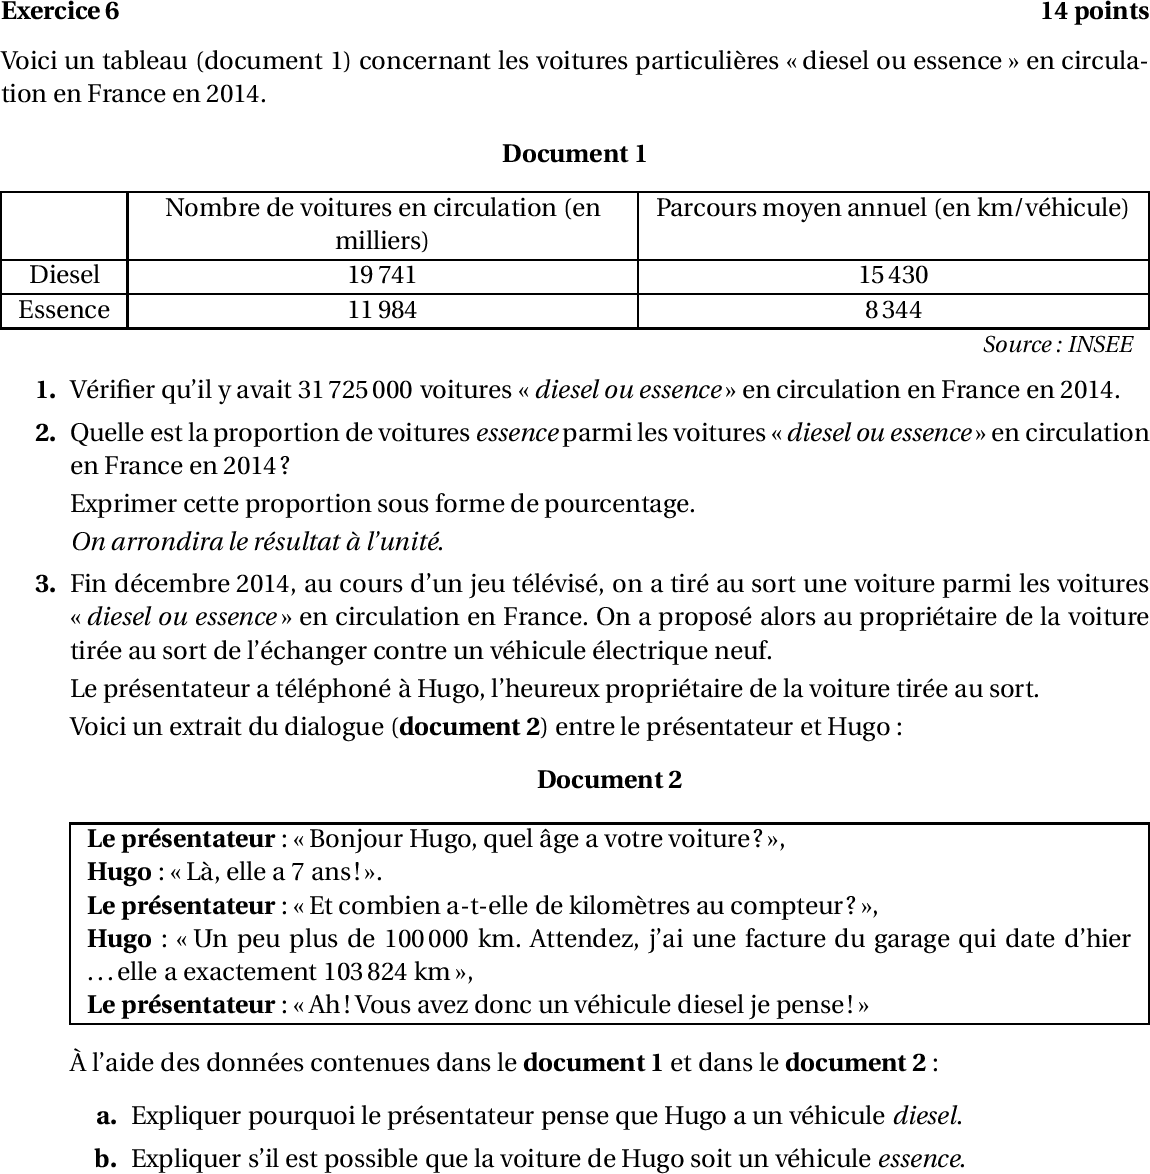 Exercice 6 14 points
Voici un tableau (document 1) concernant les voitures particulières « diesel ou essence » en circula-
tion en France en 2014.
Document 1
Nombre de voitures en circulation (en milliers) Parcours moyen annuel (en km/véhicule)
Diesel 19 741 15 430
Essence 11 984 8 344
Source : INSEE
1. Vérifier qu'il y avait 31 725 000 voitures « diesel ou essence » en circulation en France en 2014.
2. Quelle est la proportion de voitures essence parmi les voitures « diesel ou essence » en circulation
en France en 2014 ?
Exprimer cette proportion sous forme de pourcentage.
On arrondira le résultat à l'unité.
3. Fin décembre 2014, au cours d'un jeu télévisé, on a tiré au sort une voiture parmi les voitures
« diesel ou essence » en circulation en France. On a proposé alors au propriétaire de la voiture
tirée au sort de l'échanger contre un véhicule électrique neuf.
Le présentateur a téléphoné à Hugo, l'heureux propriétaire de la voiture tirée au sort.
Voici un extrait du dialogue (document 2) entre le présentateur et Hugo :
Document 2
Le présentateur : « Bonjour Hugo, quel âge a votre voiture ? »,
Hugo : « Là, elle a 7 ans ! ».
Le présentateur : « Et combien a-t-elle de kilomètres au compteur ? »,
Hugo : « Un peu plus de 100 000 km. Attendez, j'ai une facture du garage qui date d'hier
... elle a exactement 103 824 km »,
Le présentateur : « Ah ! Vous avez donc un véhicule diesel je pense ! »
À l'aide des données contenues dans le document 1 et dans le document 2 :
a. Expliquer pourquoi le présentateur pense que Hugo a un véhicule diesel.
b. Expliquer s'il est possible que la voiture de Hugo soit un véhicule essence.